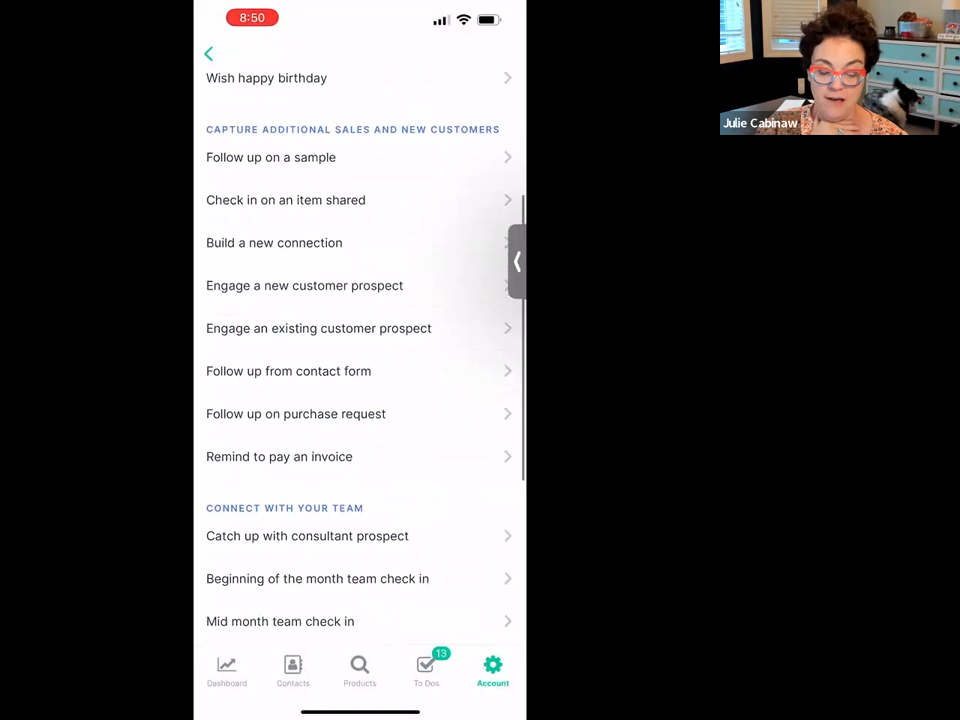 8:50
Wish happy birthday
CAPTURE ADDITIONAL SALES AND NEW CUSTOMERS
Follow up on a sample
Check in on an item shared
Build a new connection
Engage a new customer prospect
Engage an existing customer prospect
Follow up from contact form
Follow up on purchase request
Remind to pay an invoice
CONNECT WITH YOUR TEAM
Catch up with consultant prospect
Beginning of the month team check in
Mid month team check in
13
Dashboard Contacts Products To Dos Account
Julie Cabinaw